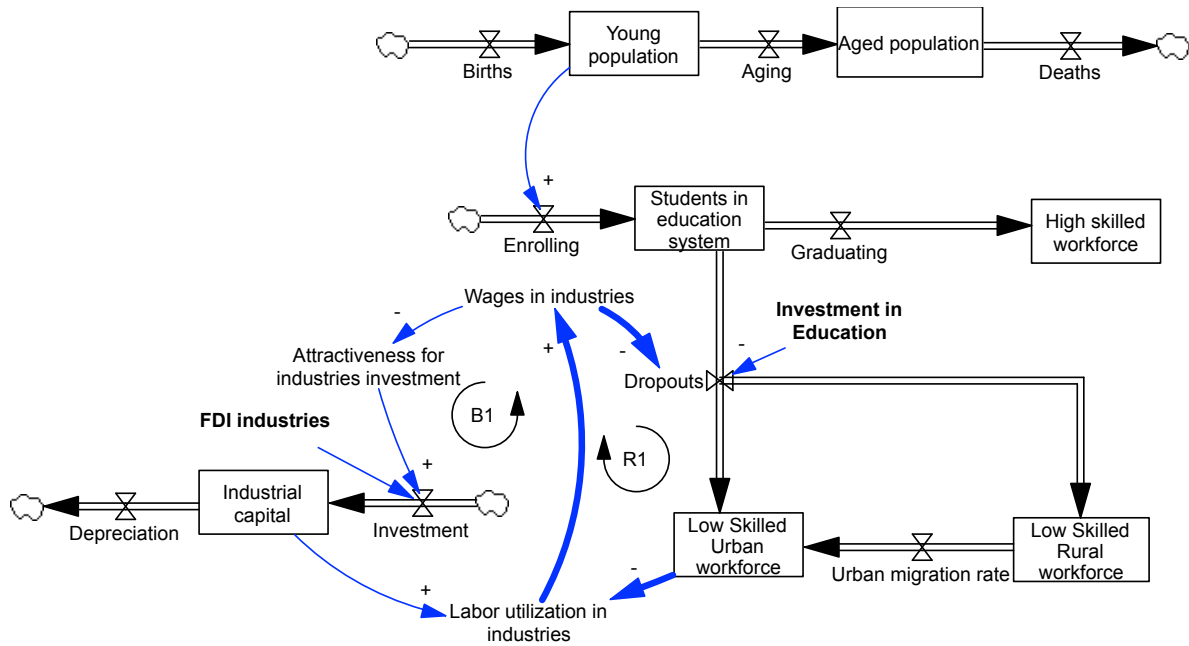 Young
population
Aged population
Births
Aging
Deaths
+
Students in
education
system
High skilled
workforce
Enrolling
Graduating
Wages in industries
Investment in
Education
-
-
+
-
Attractiveness for
industries investment
Dropouts
FDI industries
B1
R1
+
Industrial
capital
Depreciation
Investment
Low Skilled
Urban
workforce
Low Skilled
Rural
workforce
Urban migration rate
-
+
Labor utilization in
industries